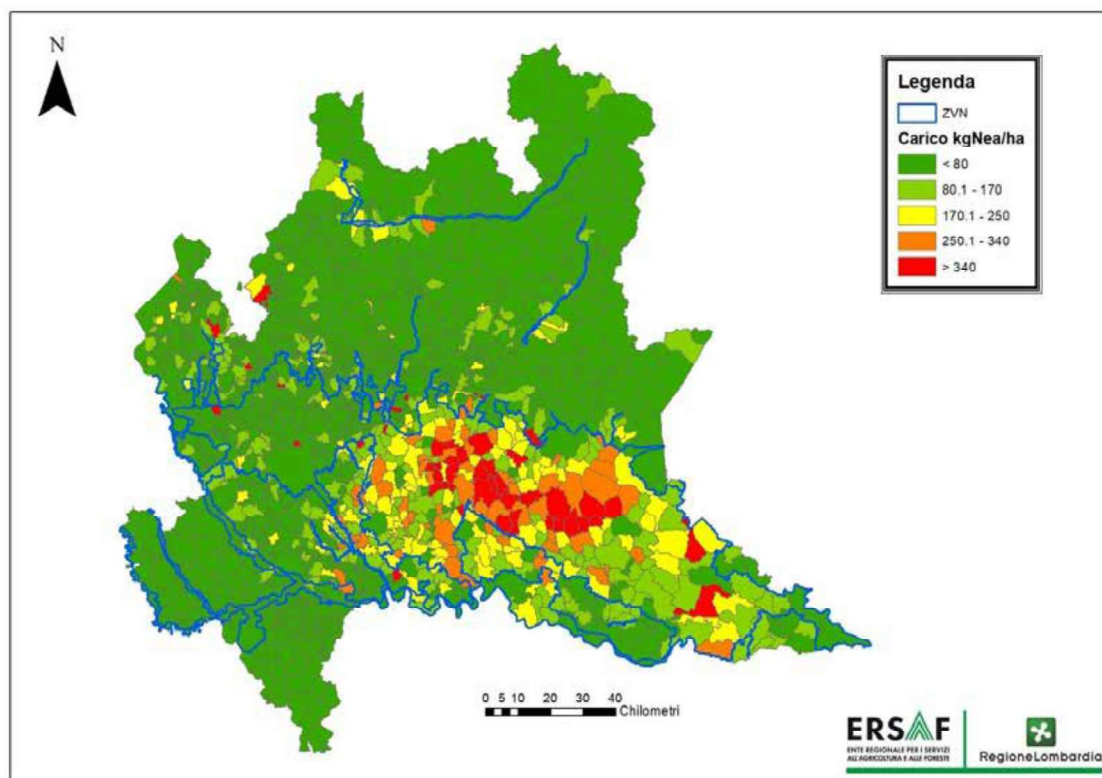 N
Legenda
ZVN
Carico kgNea/ha
< 80
80.1 - 170
170.1 - 250
250.1 - 340
> 340
0 5 10 20 30 40
Chilometri
ERSAF
ENTE REGIONALE PER I SERVIZI
ALL'AGRICOLTURA E ALLE FORESTE
RegioneLombardia